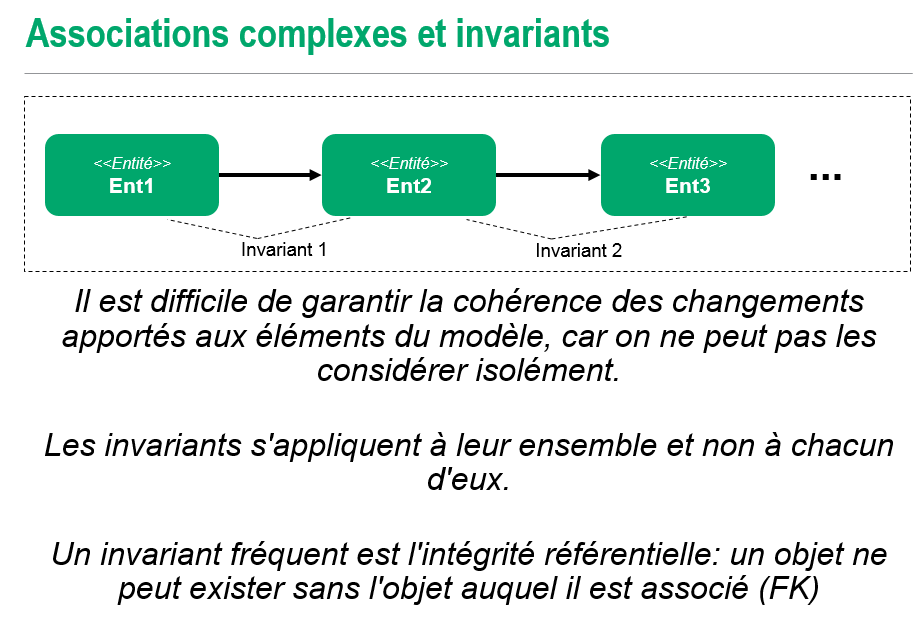 Associations complexes et invariants
<<Entité>>
Ent1
<<Entité>>
Ent2
<<Entité>>
Ent3
...
Invariant 1
Invariant 2
Il est difficile de garantir la cohérence des changements
apportés aux éléments du modèle, car on ne peut pas les
considérer isolément.
Les invariants s'appliquent à leur ensemble et non à chacun
d'eux.
Un invariant fréquent est l'intégrité référentielle: un objet ne
peut exister sans l'objet auquel il est associé (FK)